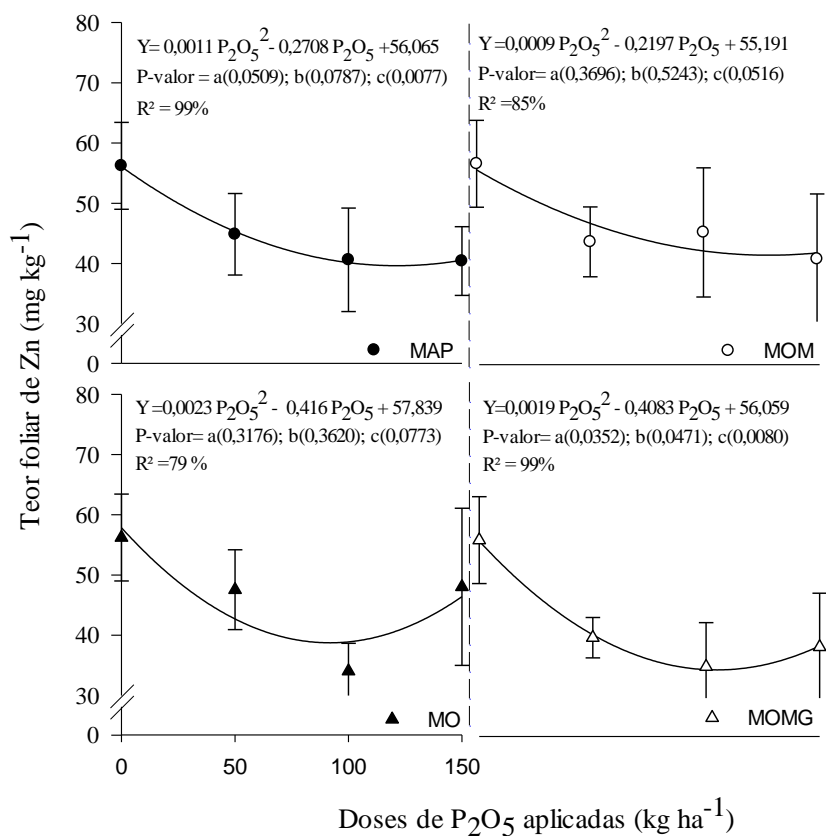 Teor foliar de Zn (mg kg⁻¹)
80
70
60
50
40
30
0
Y= 0,0011 P₂O₅² - 0,2708 P₂O₅ +56,065
P-valor = a(0,0509); b(0,0787); c(0,0077)
R² = 99%
MAP
Y=0,0009 P₂O₅² - 0,2197 P₂O₅ + 55,191
P-valor= a(0,3696); b(0,5243); c(0,0516)
R² =85%
MOM
80
70
60
50
40
30
0
Y=0,0023 P₂O₅² - 0,416 P₂O₅ + 57,839
P-valor= a(0,3176); b(0,3620); c(0,0773)
R² =79 %
MO
Y=0,0019 P₂O₅² - 0,4083 P₂O₅ + 56,059
P-valor= a(0,0352); b(0,0471); c(0,0080)
R² = 99%
MOMG
0 50 100 150
Doses de P₂O₅ aplicadas (kg ha⁻¹)